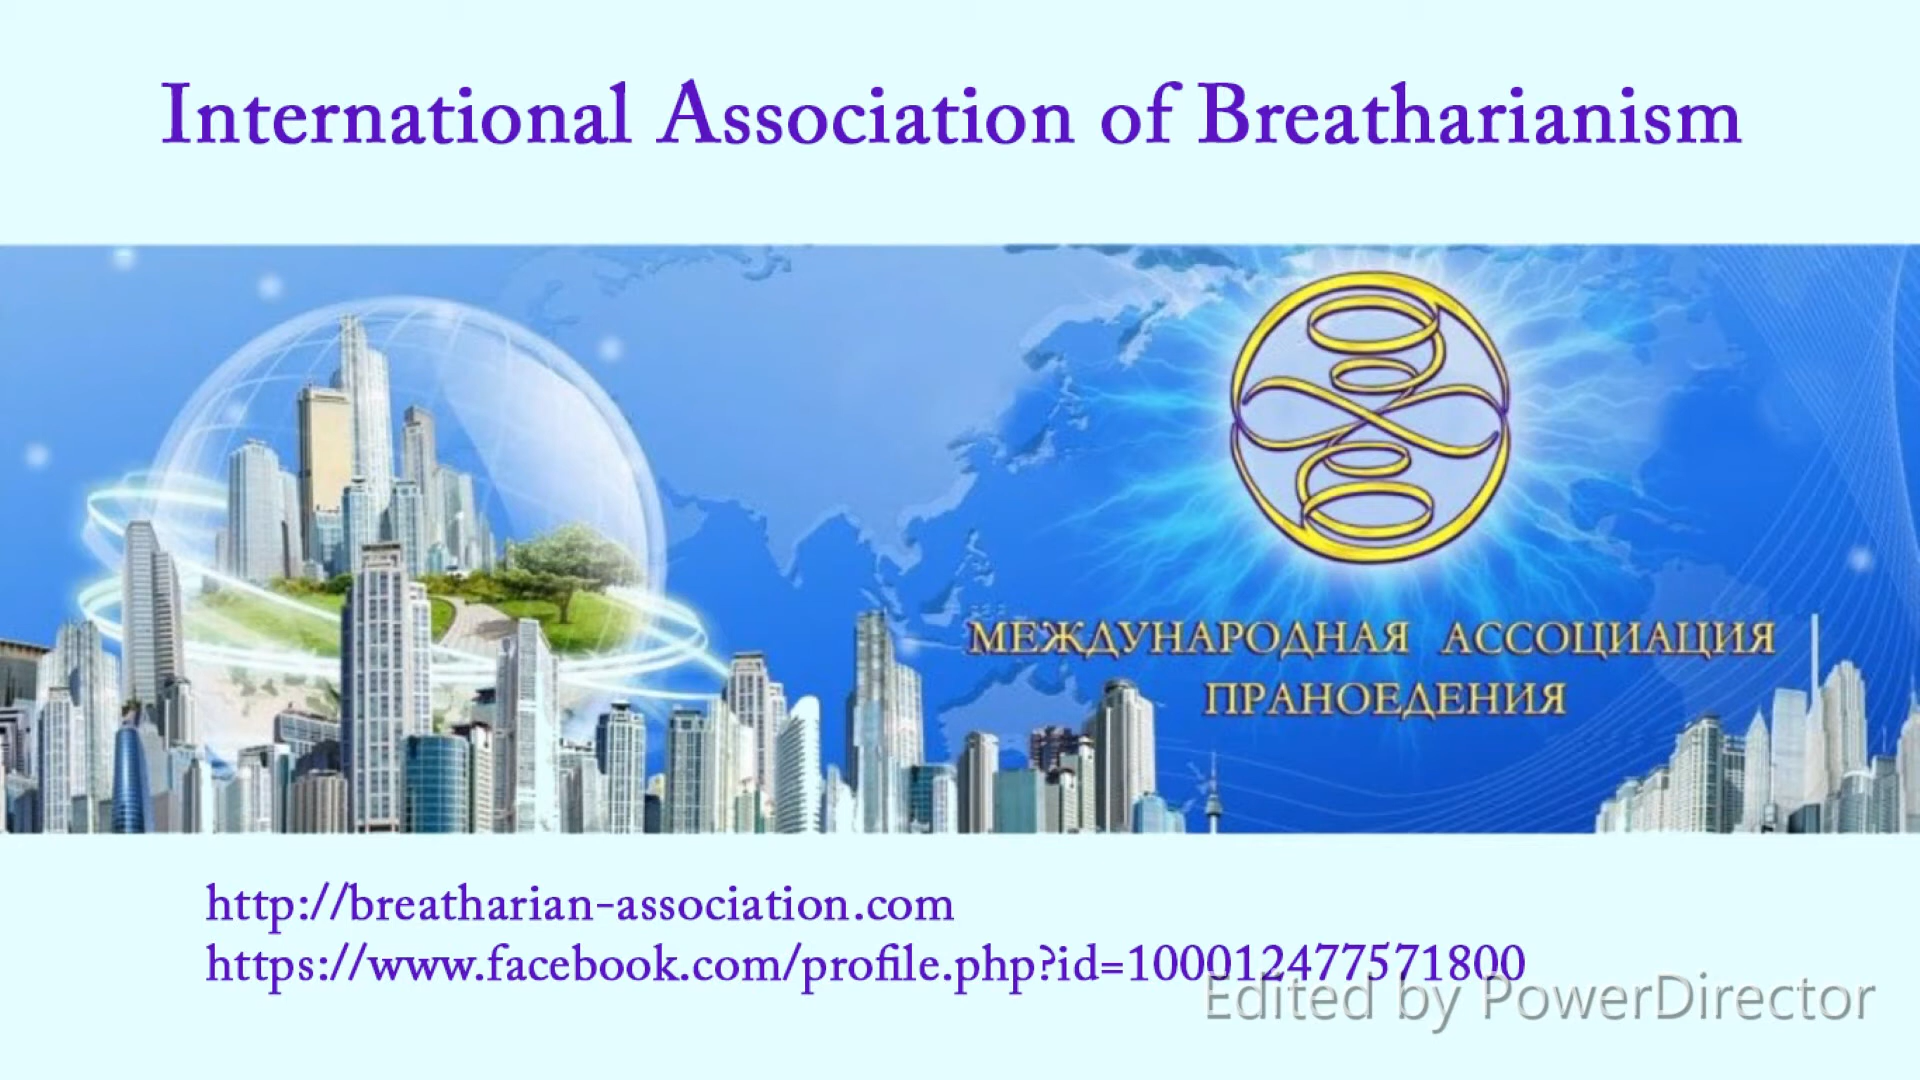 International Association of Breatharianism
МЕЖДУНАРОДНАЯ АССОЦИАЦИЯ
ПРАНОЕДЕНИЯ
http://breatharian-association.com
https://www.facebook.com/profile.php?id=100012477571800
Edited by PowerDirector